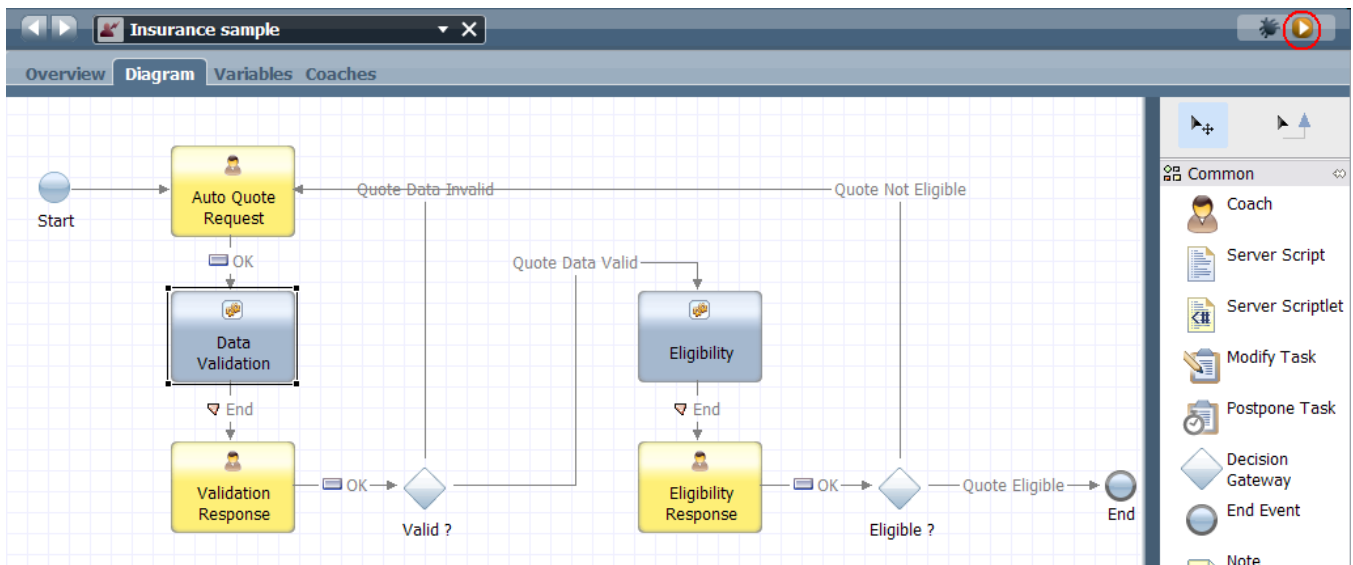 Insurance sample
Overview Diagram Variables Coaches
Start
Auto Quote
Request
Quote Data Invalid
Quote Not Eligible
OK
Quote Data Valid
Data
Validation
Eligibility
End
End
Validation
Response
OK
Valid ?
Eligibility
Response
OK
Eligible ?
Quote Eligible
End
Common
Coach
Server Script
Server Scriptlet
Modify Task
Postpone Task
Decision
Gateway
End Event
Note